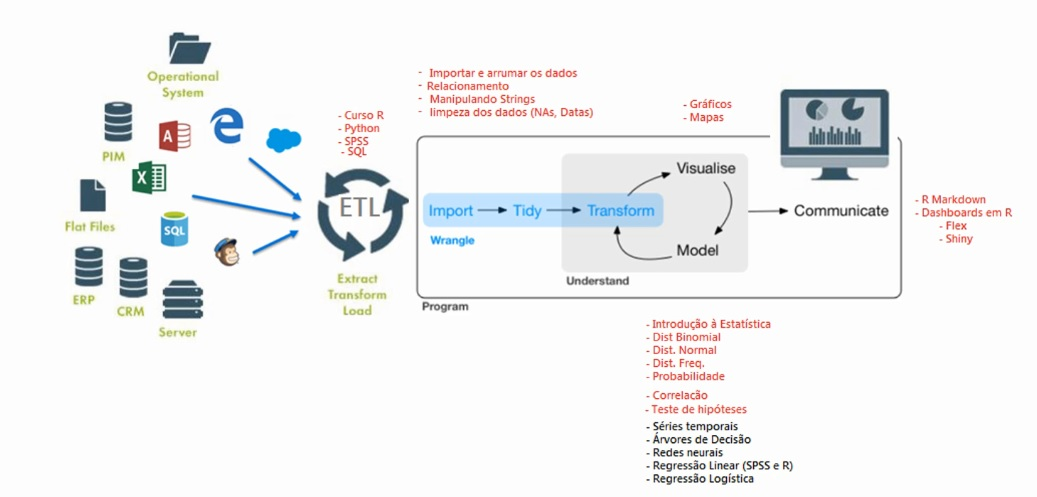 Operational
System
PIM
A
X
Flat Files
SQL
ERP
CRM
Server
- Curso R
- Python
- SPSS
- SQL
ETL
Extract
Transform
Load
- Importar e arrumar os dados
- Relacionamento
- Manipulando Strings
- limpeza dos dados (NAs, Datas)
- Gráficos
- Mapas
Import
Tidy
Transform
Wrangle
Visualise
Model
Understand
Program
Communicate
- R Markdown
- Dashboards em R
- Flex
- Shiny
- Introdução à Estatística
- Dist Binomial
- Dist. Normal
- Dist. Freq.
- Probabilidade
- Correlacão
- Teste de hipóteses
- Séries temporais
- Árvores de Decisão
- Redes neurais
- Regressão Linear (SPSS e R)
- Regressão Logística